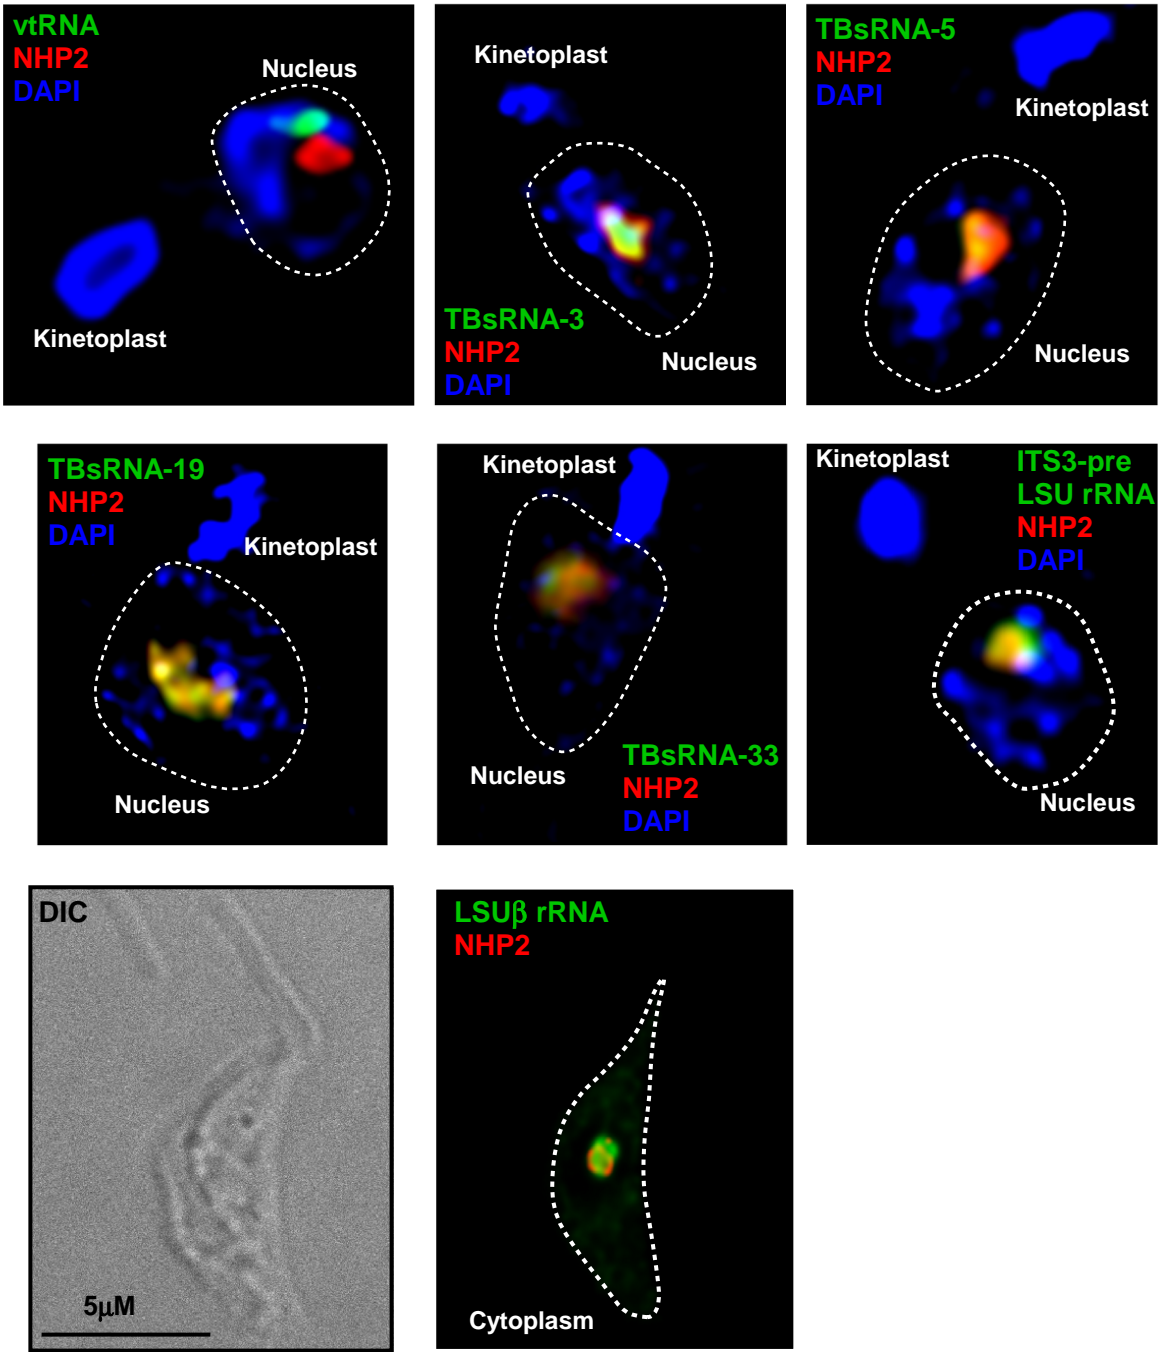 vtRNA
NHP2
DAPI
Nucleus
Kinetoplast
Kinetoplast
TBsRNA-3
NHP2
DAPI
Nucleus
TBsRNA-5
NHP2
DAPI
Kinetoplast
Nucleus
TBsRNA-19
NHP2
DAPI
Kinetoplast
Nucleus
Kinetoplast
Nucleus
TBsRNA-33
NHP2
DAPI
Kinetoplast
ITS3-pre
LSU rRNA
NHP2
DAPI
Nucleus
DIC
5μM
LSUβ rRNA
NHP2
Cytoplasm